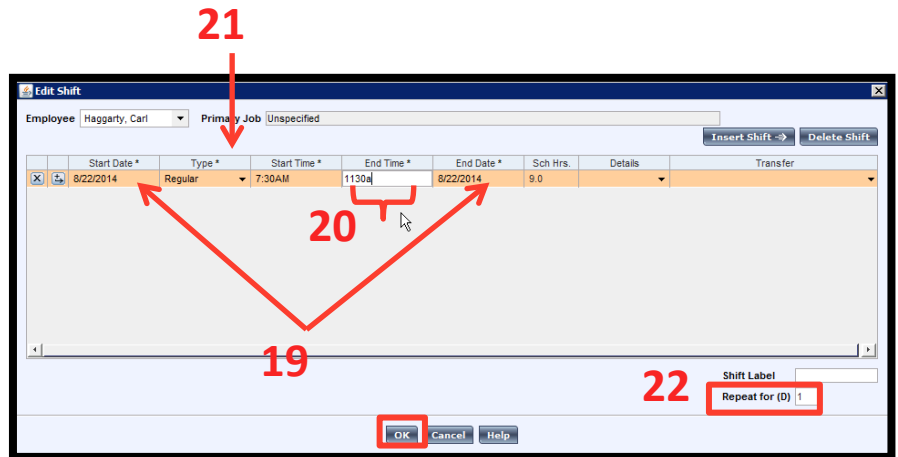 21
Edit Shift
Employee Haggarty, Carl Primary Job Unspecified
Insert Shift Delete Shift
Start Date * Type * Start Time * End Time * End Date * Sch Hrs. Details Transfer
8/22/2014 Regular 7:30AM 1130a 8/22/2014 9.0
20
19
22
Shift Label
Repeat for (D) 1
OK Cancel Help